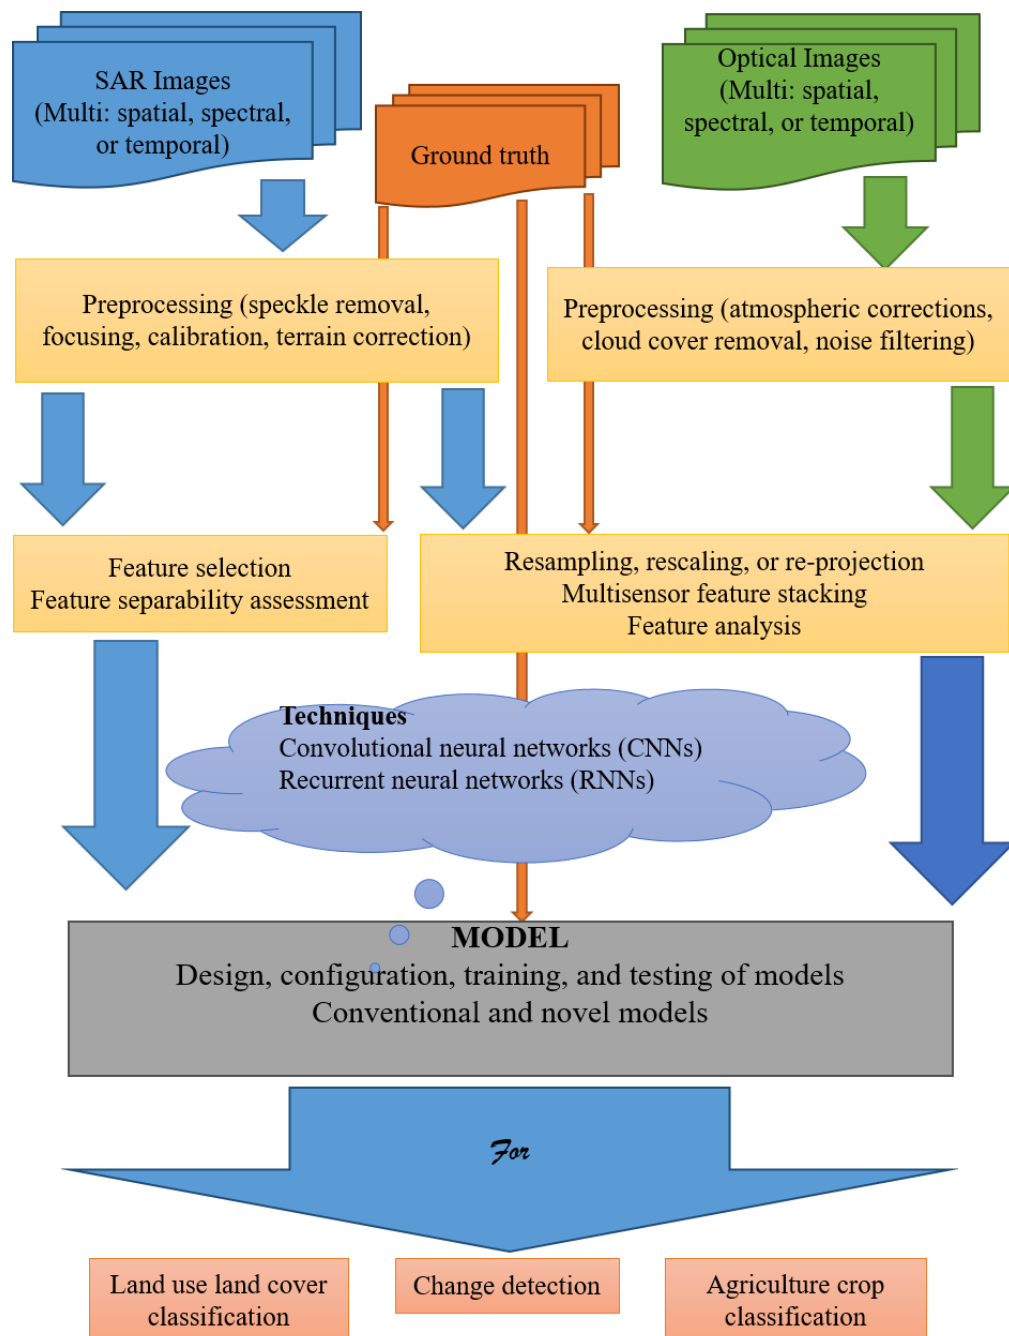 SAR Images
(Multi: spatial, spectral,
or temporal)
Ground truth
Optical Images
(Multi: spatial,
spectral, or temporal)
Preprocessing (speckle removal,
focusing, calibration, terrain correction)
Preprocessing (atmospheric corrections,
cloud cover removal, noise filtering)
Feature selection
Feature separability assessment
Resampling, rescaling, or re-projection
Multisensor feature stacking
Feature analysis
Techniques
Convolutional neural networks (CNNs)
Recurrent neural networks (RNNs)
MODEL
Design, configuration, training, and testing of models
Conventional and novel models
For
Land use land cover
classification
Change detection
Agriculture crop
classification